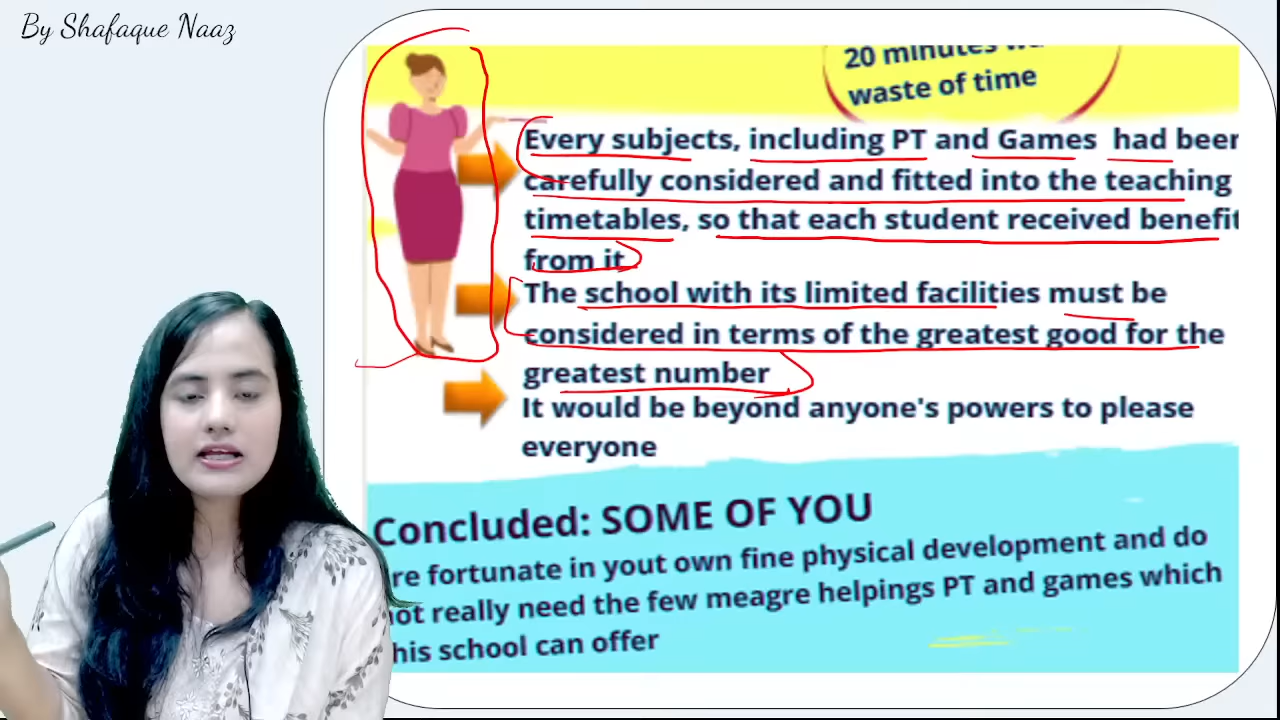 By Shafaque Naaz
20 minutes
waste of time
Every subjects, including PT and Games had been
carefully considered and fitted into the teaching
timetables, so that each student received benefit
from it
The school with its limited facilities must be
considered in terms of the greatest good for the
greatest number
It would be beyond anyone's powers to please
everyone
Concluded: SOME OF YOU
re fortunate in yout own fine physical development and do
not really need the few meagre helpings PT and games which
his school can offer